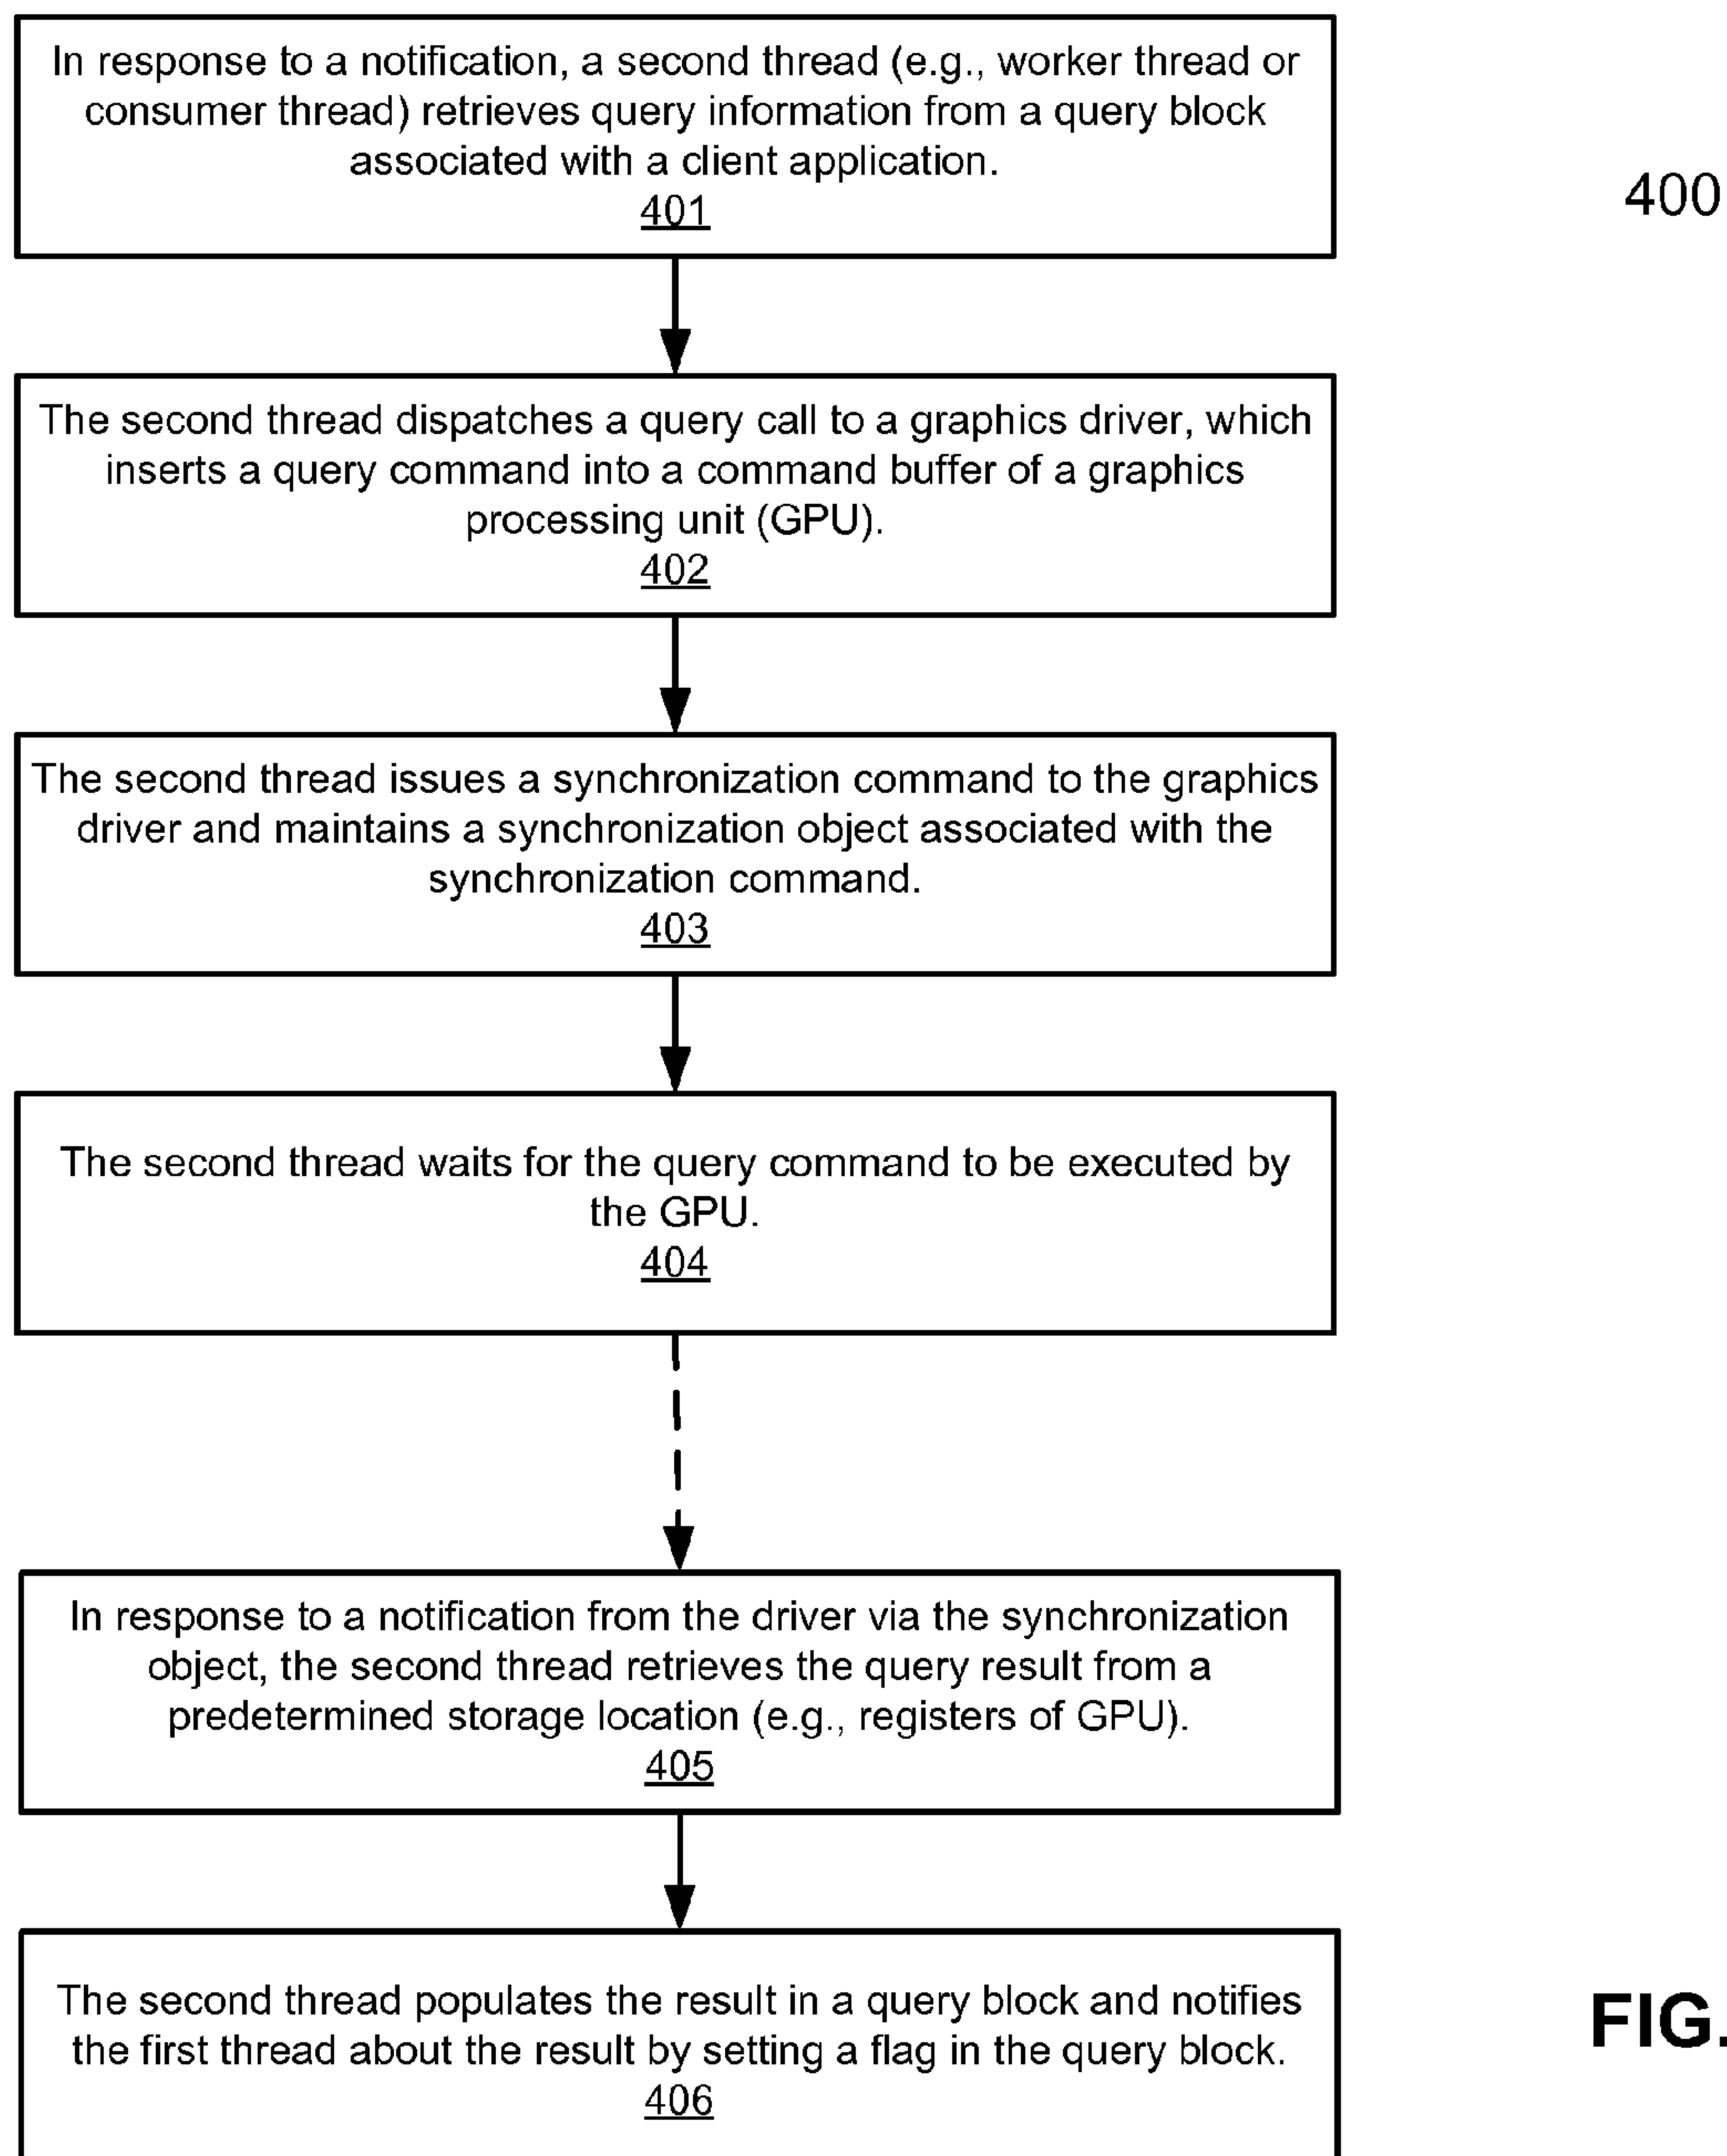 In response to a notification, a second thread (e.g., worker thread or
consumer thread) retrieves query information from a query block
associated with a client application.
401
400
The second thread dispatches a query call to a graphics driver, which
inserts a query command into a command buffer of a graphics
processing unit (GPU).
402
The second thread issues a synchronization command to the graphics
driver and maintains a synchronization object associated with the
synchronization command.
403
The second thread waits for the query command to be executed by
the GPU.
404
In response to a notification from the driver via the synchronization
object, the second thread retrieves the query result from a
predetermined storage location (e.g., registers of GPU).
405
The second thread populates the result in a query block and notifies
the first thread about the result by setting a flag in the query block.
406
FIG.